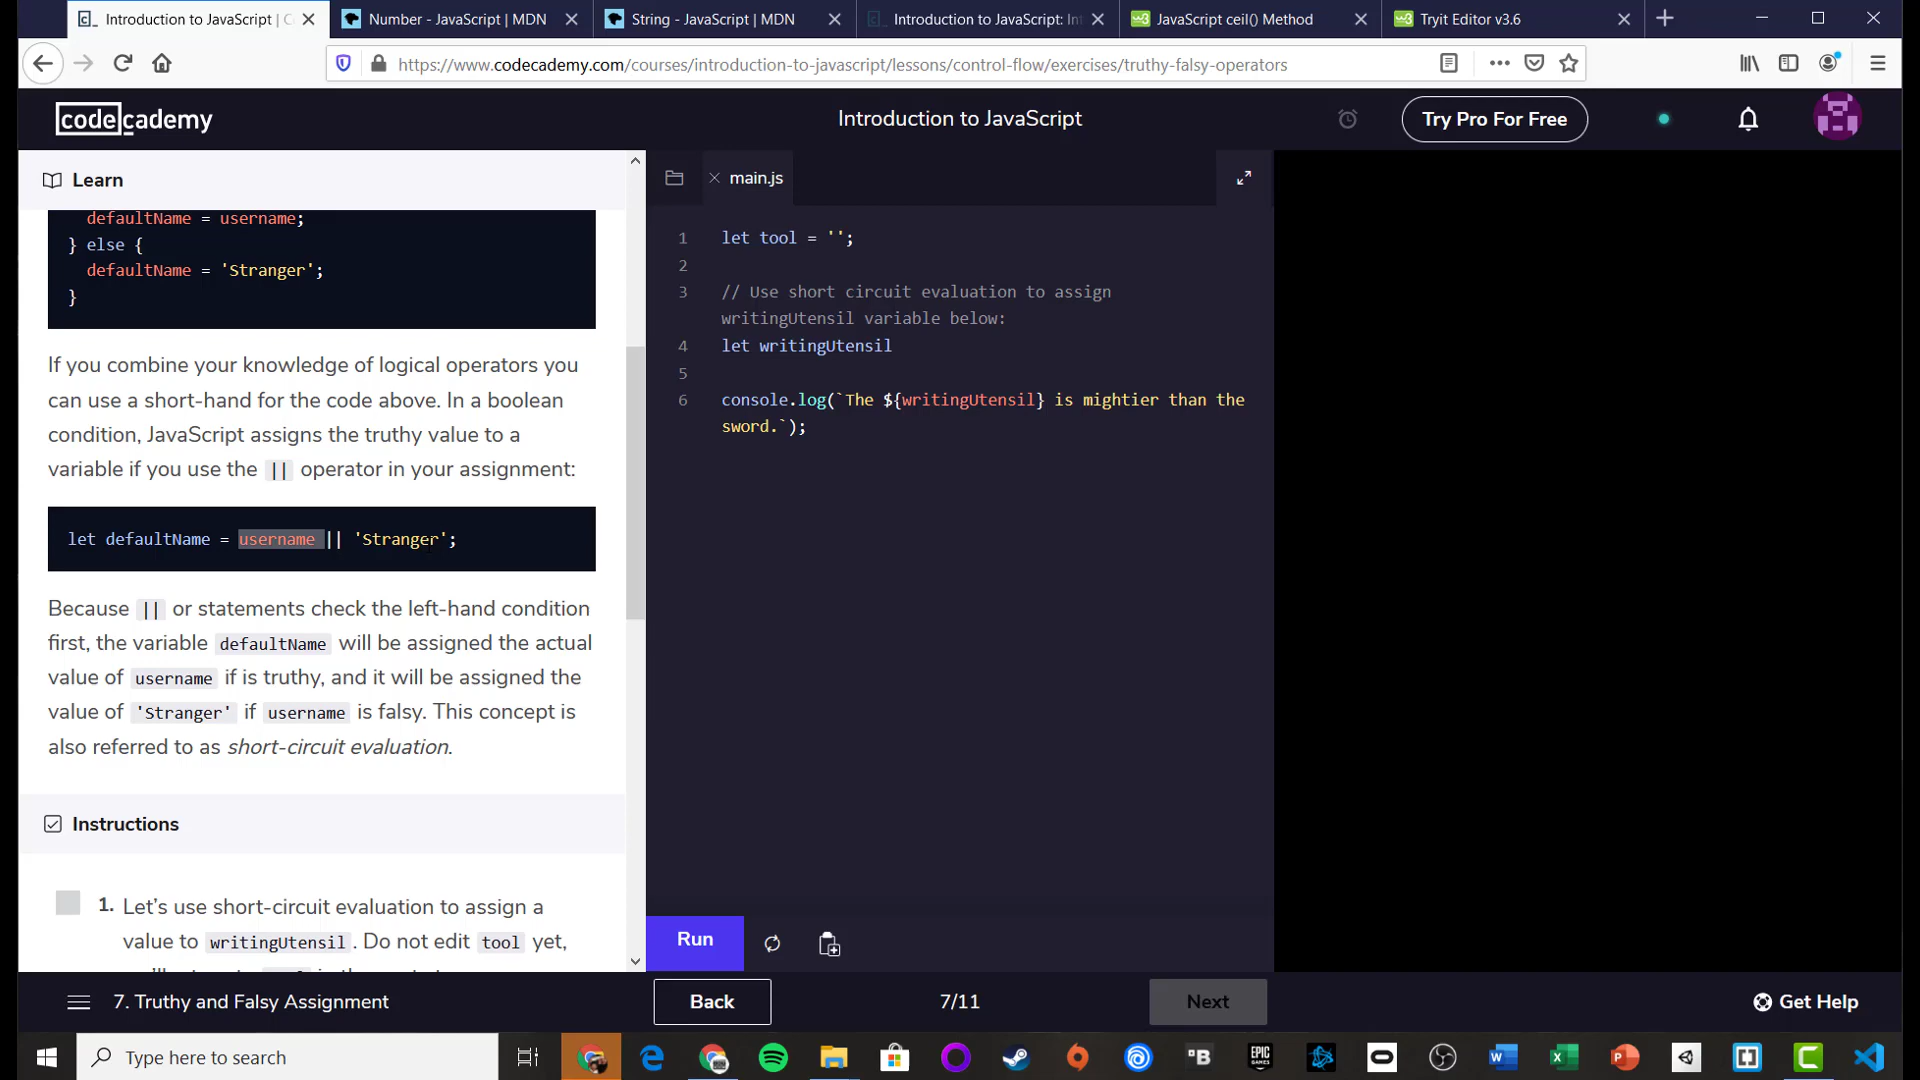 Introduction to JavaScript | C
Number - JavaScript | MDN
String - JavaScript | MDN
Introduction to JavaScript: Int
JavaScript ceil() Method
Tryit Editor v3.6
https://www.codecademy.com/courses/introduction-to-javascript/lessons/control-flow/exercises/truthy-falsy-operators
codecademy
Introduction to JavaScript
Try Pro For Free
Learn
defaultName = username;
} else {
defaultName = 'Stranger';
}
If you combine your knowledge of logical operators you
can use a short-hand for the code above. In a boolean
condition, JavaScript assigns the truthy value to a
variable if you use the || operator in your assignment:
let defaultName = username || 'Stranger';
Because || or statements check the left-hand condition
first, the variable defaultName will be assigned the actual
value of username if is truthy, and it will be assigned the
value of 'Stranger' if username is falsy. This concept is
also referred to as short-circuit evaluation.
Instructions
1. Let's use short-circuit evaluation to assign a
value to writingUtensil. Do not edit tool yet,
main.js
1 let tool = '';
2
3 // Use short circuit evaluation to assign
writingUtensil variable below:
4 let writingUtensil
5
6 console.log(`The ${writingUtensil} is mightier than the
sword.`);
Run
7. Truthy and Falsy Assignment
Back
7/11
Next
Get Help
Type here to search